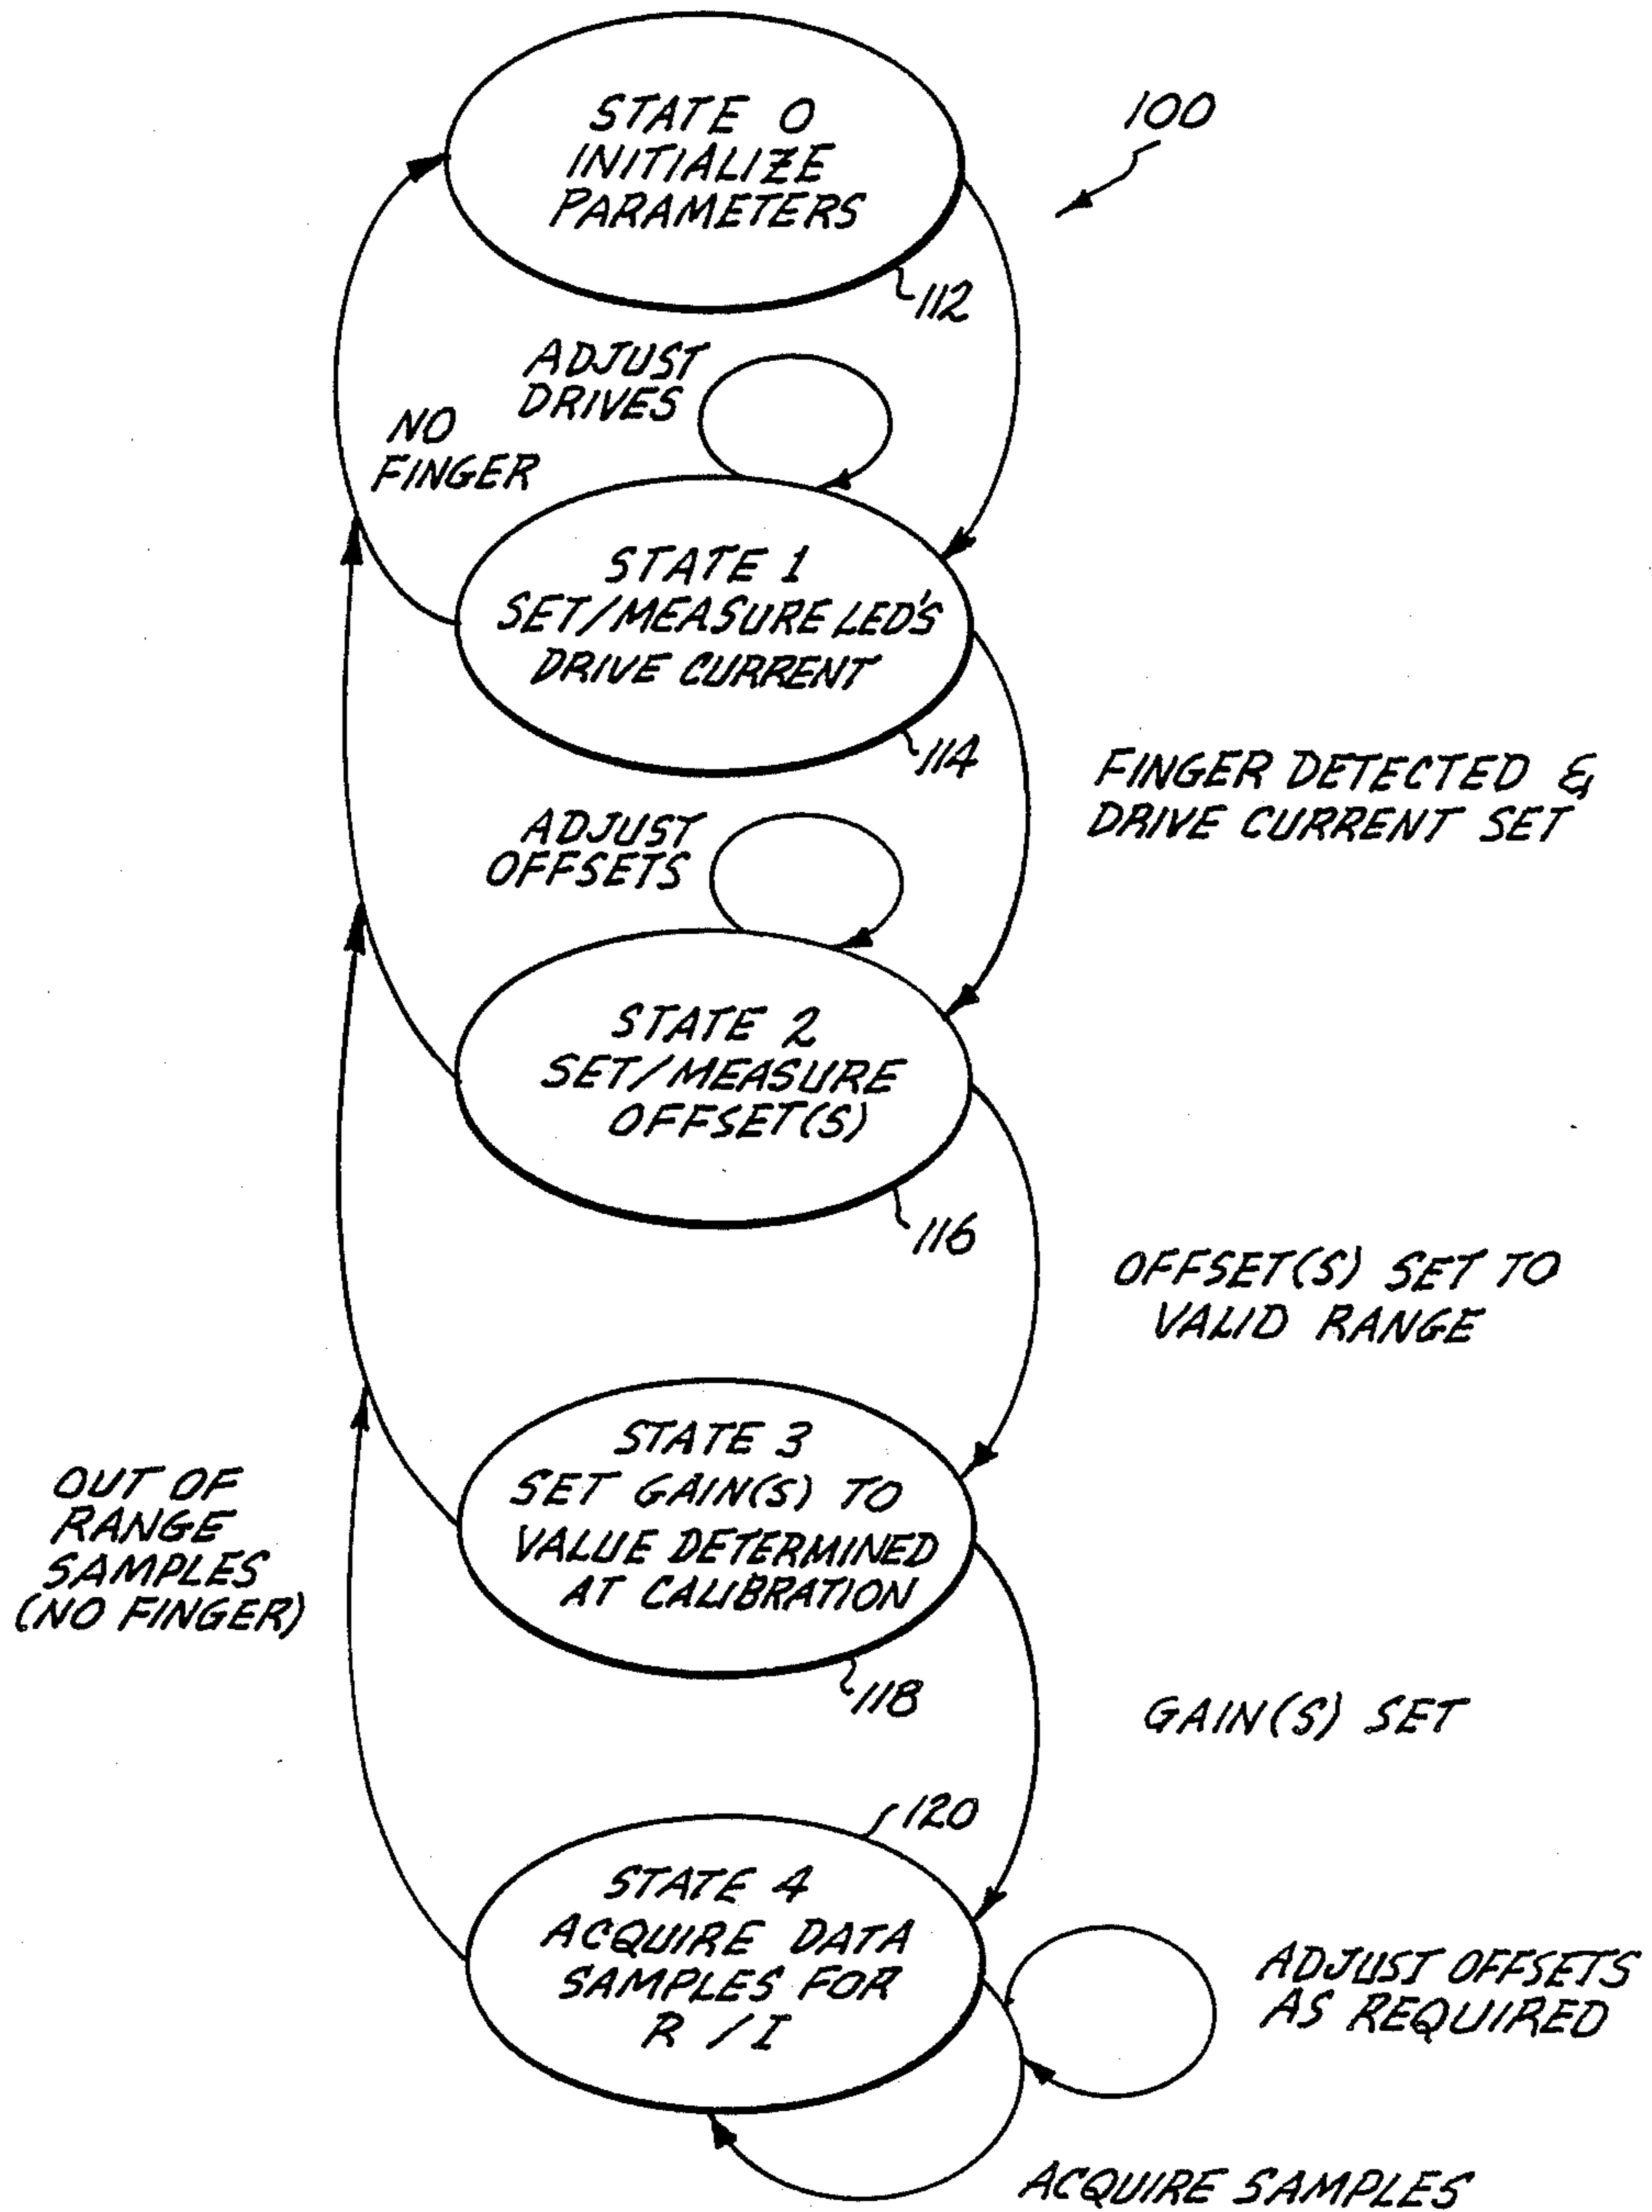 STATE 0
INITIALIZE
PARAMETERS
100
112
ADJUST
DRIVES
NO
FINGER
STATE 1
SET/MEASURE LED'S
DRIVE CURRENT
114
FINGER DETECTED &
DRIVE CURRENT SET
ADJUST
OFFSETS
STATE 2
SET/MEASURE
OFFSET(S)
116
OFFSET(S) SET TO
VALID RANGE
STATE 3
SET GAIN(S) TO
VALUE DETERMINED
AT CALIBRATION
118
OUT OF
RANGE
SAMPLES
(NO FINGER)
GAIN(S) SET
120
STATE 4
ACQUIRE DATA
SAMPLES FOR
R / I
ADJUST OFFSETS
AS REQUIRED
ACQUIRE SAMPLES